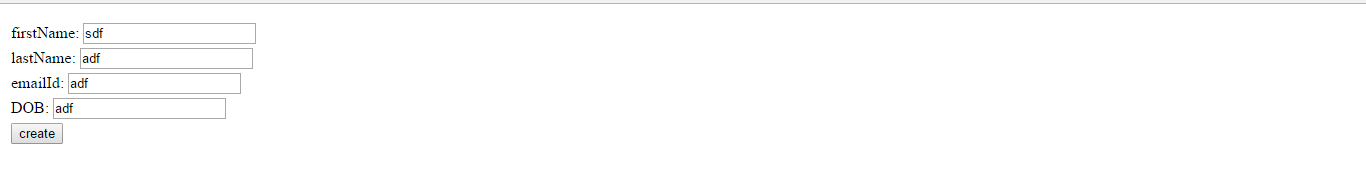 firstName: sdf
lastName: adf
emailId: adf
DOB: adf
create